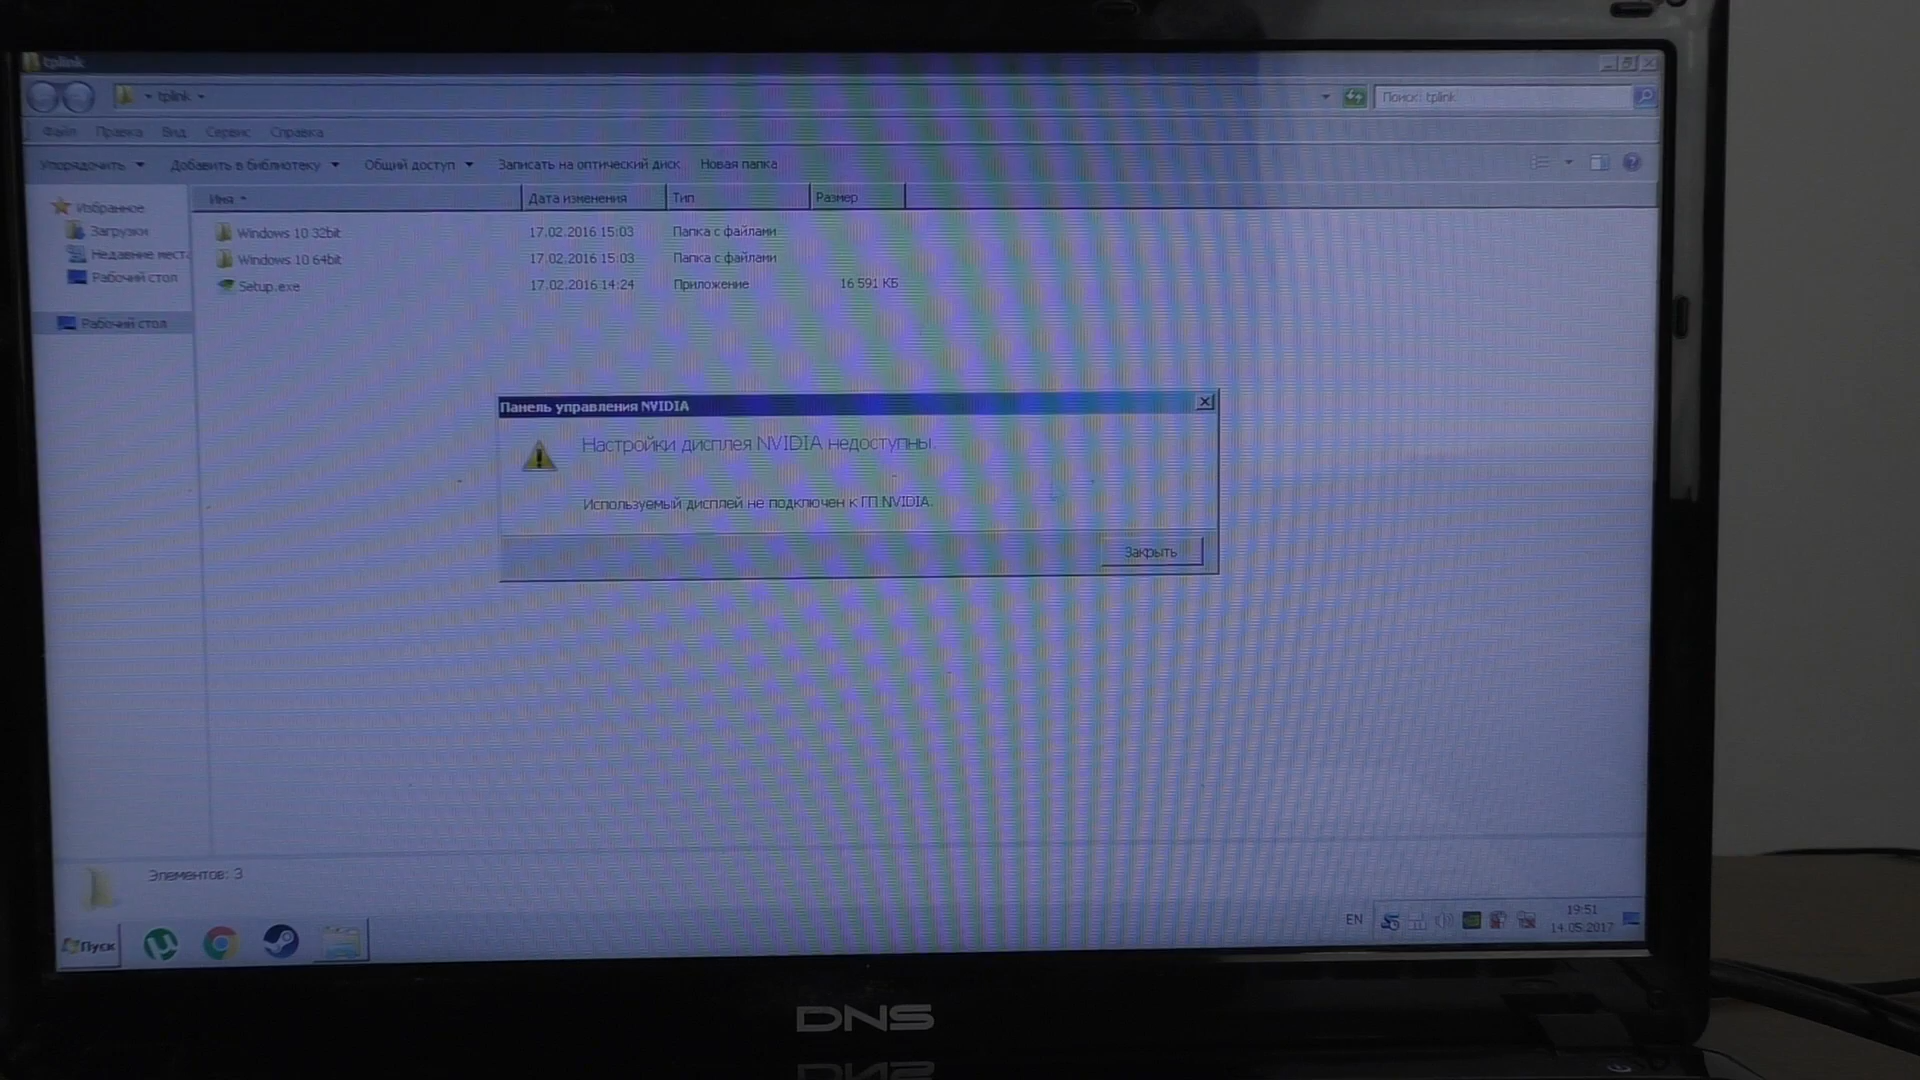 tplink
tplink
Поиск: tplink
Файл Правка Вид Сервис Справка
Упорядочить Добавить в библиотеку Общий доступ Записать на оптический диск Новая папка
Имя Дата изменения Тип Размер
Избранное
Загрузки
Недавние места
Рабочий стол
Рабочий стол
Windows 10 32bit 17.02.2016 15:03 Папка с файлами
Windows 10 64bit 17.02.2016 15:03 Папка с файлами
Setup.exe 17.02.2016 14:24 Приложение 16 591 КБ
Панель управления NVIDIA
Настройки дисплея NVIDIA недоступны.
Используемый дисплей не подключен к ГП NVIDIA.
Закрыть
Элементов: 3
Пуск
EN
19:51
14.05.2017
DNS